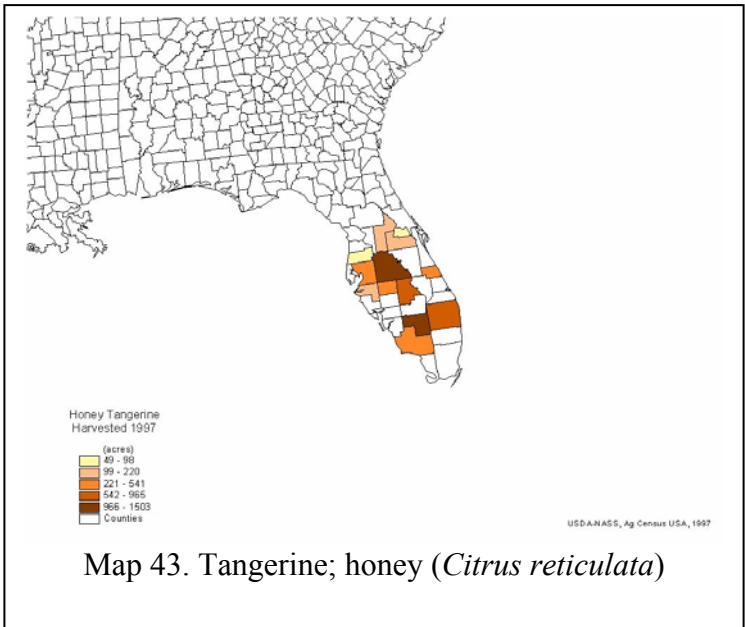 Honey Tangerine
Harvested 1997
(acres)
49 - 98
99 - 220
221 - 541
542 - 965
966 - 1503
Counties
USDA-NASS, Ag Census USA, 1997
Map 43. Tangerine; honey (Citrus reticulata)